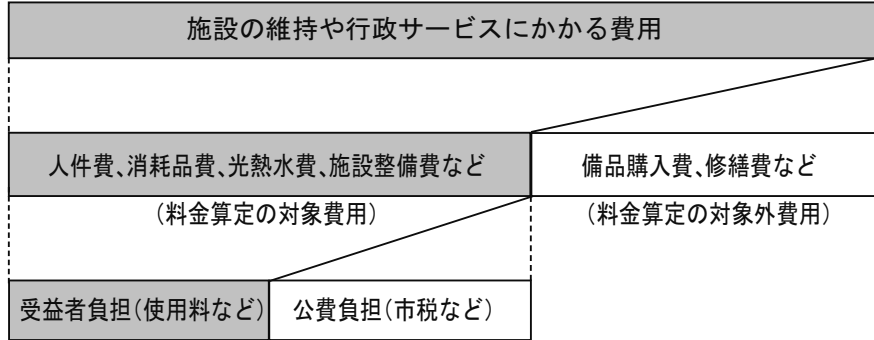 施設の維持や行政サービスにかかる費用
人件費、消耗品費、光熱水費、施設整備費など
備品購入費、修繕費など
(料金算定の対象費用)
(料金算定の対象外費用)
受益者負担(使用料など)
公費負担(市税など)